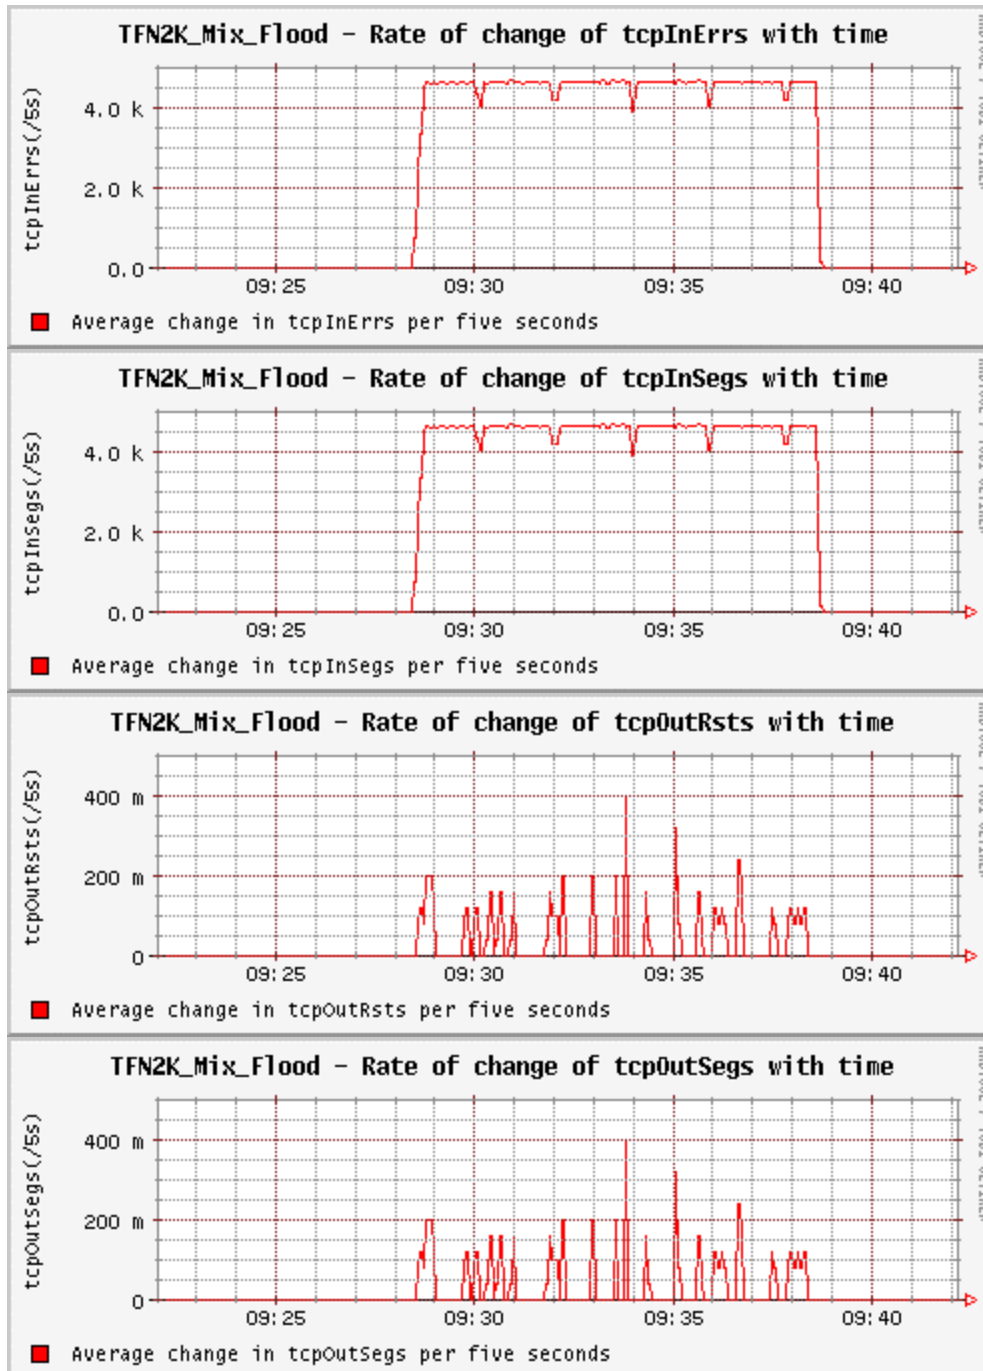 TFN2K_Mix_Flood - Rate of change of tcpInErrs with time
tcpInErrs(/5s)
4.0 k
2.0 k
0.0
09:25 09:30 09:35 09:40
Average change in tcpInErrs per five seconds
TFN2K_Mix_Flood - Rate of change of tcpInSegs with time
tcpInSegs(/5s)
4.0 k
2.0 k
0.0
09:25 09:30 09:35 09:40
Average change in tcpInSegs per five seconds
TFN2K_Mix_Flood - Rate of change of tcpOutRsts with time
tcpOutRsts(/5s)
400 m
200 m
0
09:25 09:30 09:35 09:40
Average change in tcpOutRsts per five seconds
TFN2K_Mix_Flood - Rate of change of tcpOutSegs with time
tcpOutSegs(/5s)
400 m
200 m
0
09:25 09:30 09:35 09:40
Average change in tcpOutSegs per five seconds